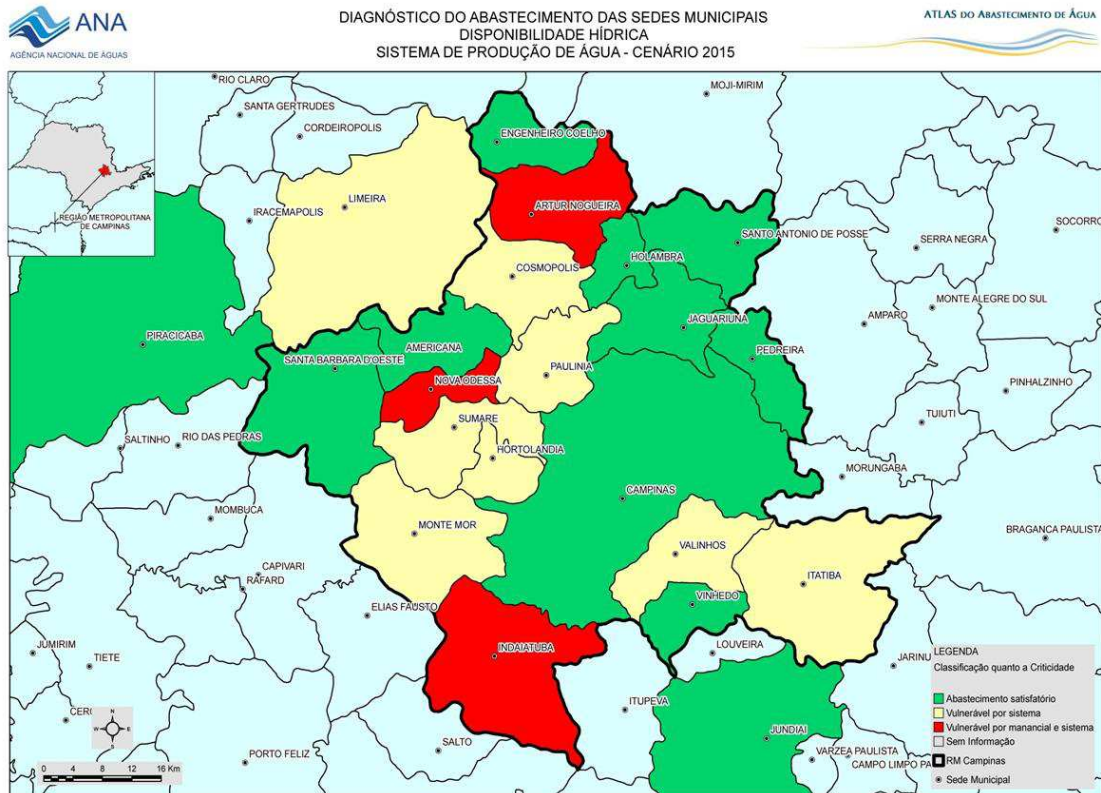 ANA
AGÊNCIA NACIONAL DE ÁGUAS
DIAGNÓSTICO DO ABASTECIMENTO DAS SEDES MUNICIPAIS
DISPONIBILIDADE HÍDRICA
SISTEMA DE PRODUÇÃO DE ÁGUA - CENÁRIO 2015
ATLAS DO ABASTECIMENTO DE ÁGUA
REGIÃO METROPOLITANA
DE CAMPINAS
RIO CLARO
SANTA GERTRUDES
CORDEIROPOLIS
MOJI-MIRIM
ENGENHEIRO COELHO
LIMEIRA
IRACEMAPOLIS
ARTUR NOGUEIRA
SANTO ANTONIO DE POSSE
SERRA NEGRA
SOCORRO
COSMOPOLIS
HOLAMBRA
MONTE ALEGRE DO SUL
AMPARO
JAGUARIUNA
PIRACICABA
AMERICANA
SANTA BARBARA D'OESTE
PEDREIRA
NOVA ODESSA
PAULINIA
PINHALZINHO
TUIUTI
SUMARE
SALTINHO
RIO DAS PEDRAS
HORTOLANDIA
MORUNGABA
CAMPINAS
MOMBUCA
MONTE MOR
BRAGANCA PAULISTA
VALINHOS
CAPIVARI
RAFARD
ITATIBA
VINHEDO
ELIAS FAUSTO
JUMIRIM
TIETE
INDAIATUBA
LOUVEIRA
JARINU
ITUPEVA
CERQ
JUNDIAI
SALTO
PORTO FELIZ
VARZEA PAULISTA
CAMPO LIMPO PA
N
W E
S
0 4 8 12 16 Km
LEGENDA
Classificação quanto a Criticidade
Abastecimento satisfatório
Vulnerável por sistema
Vulnerável por manancial e sistema
Sem Informação
RM Campinas
Sede Municipal